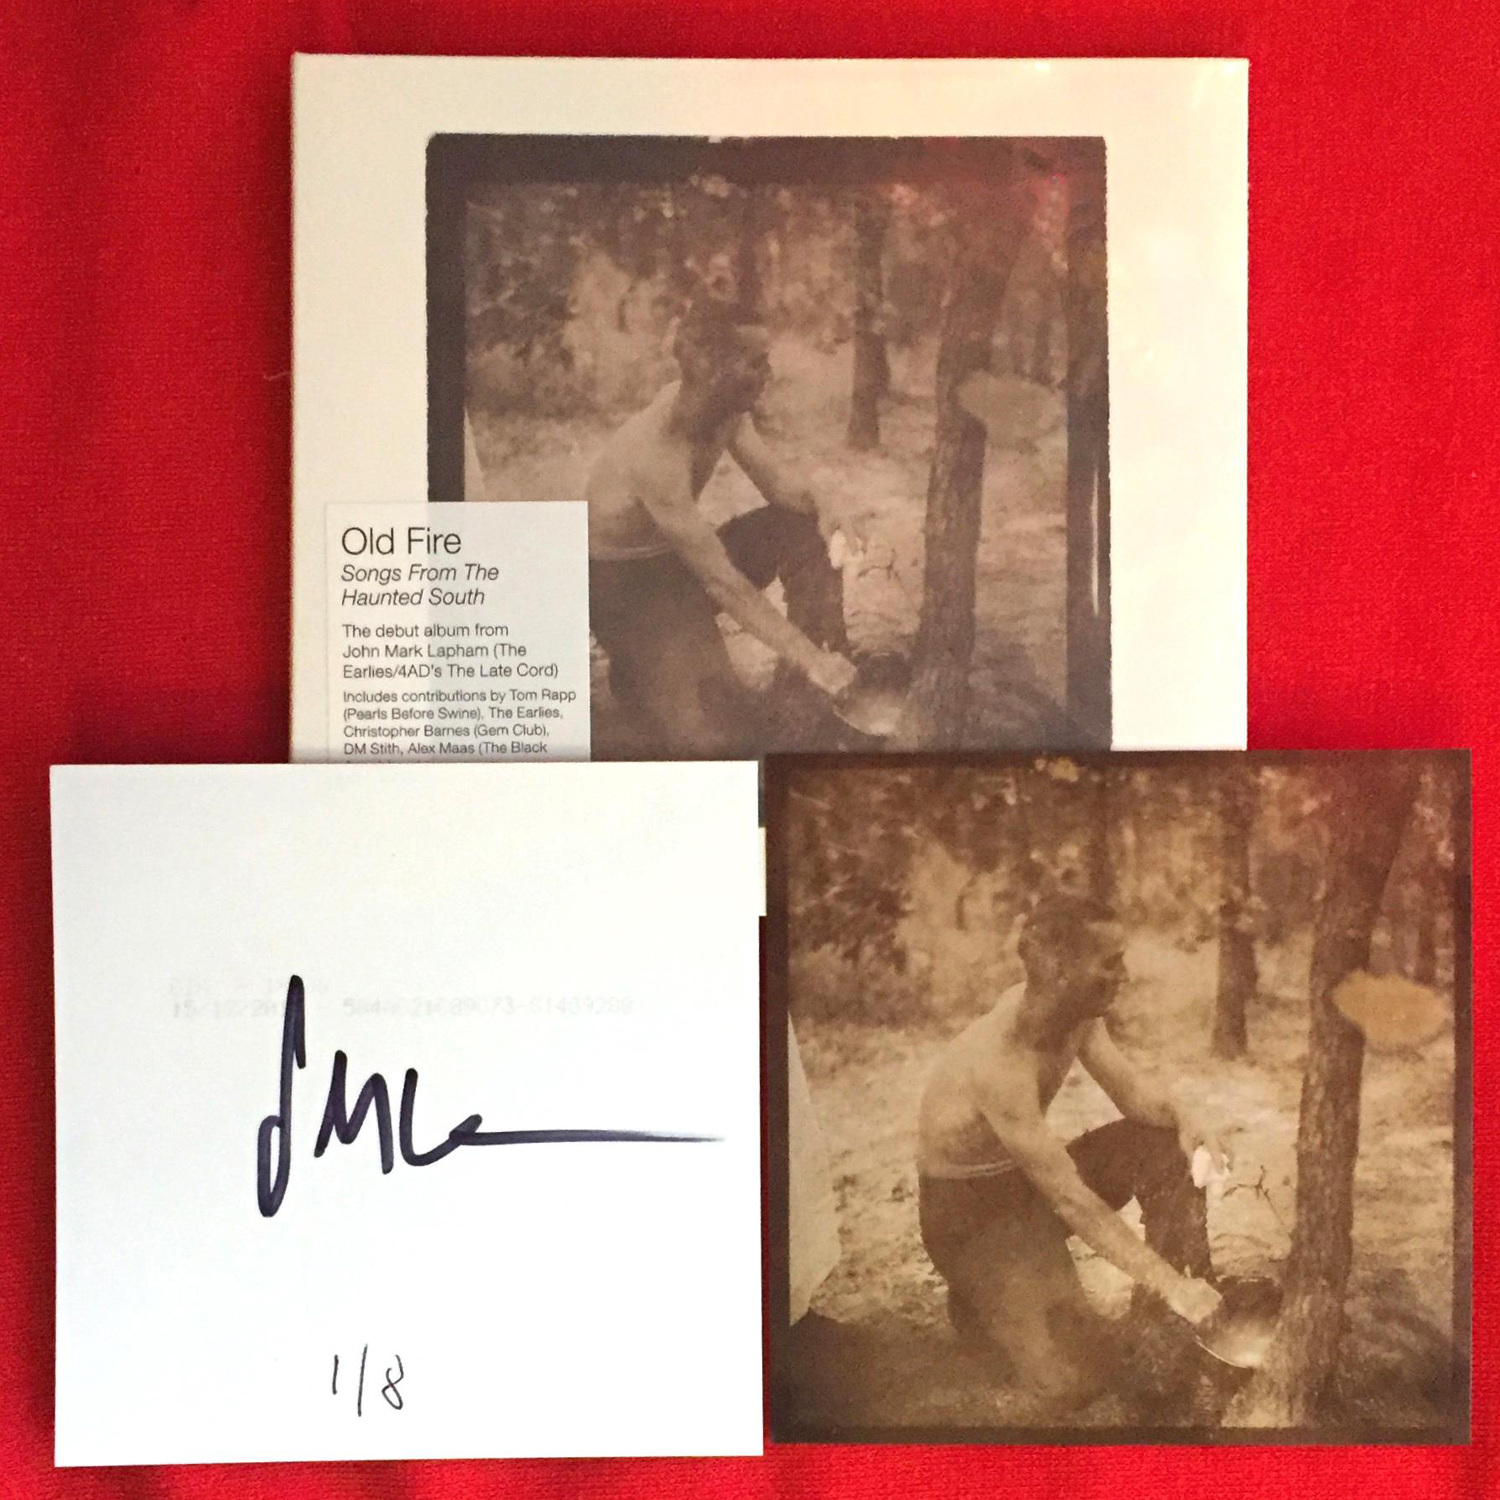 Old Fire
Songs From The
Haunted South
The debut album from
John Mark Lapham (The
Earlies/4AD's The Late Cord)
Includes contributions by Tom Rapp
(Pearls Before Swine), The Earlies,
Christopher Barnes (Gem Club),
DM Stith, Alex Maas (The Black
1/8